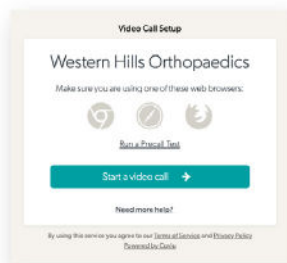 Video Call Setup
Western Hills Orthopaedics
Make sure you are using one of these web browsers:
Run a Precall Test
Start a video call
Need more help?
By using this service you agree to our Terms of Service and Privacy Policy
Powered by